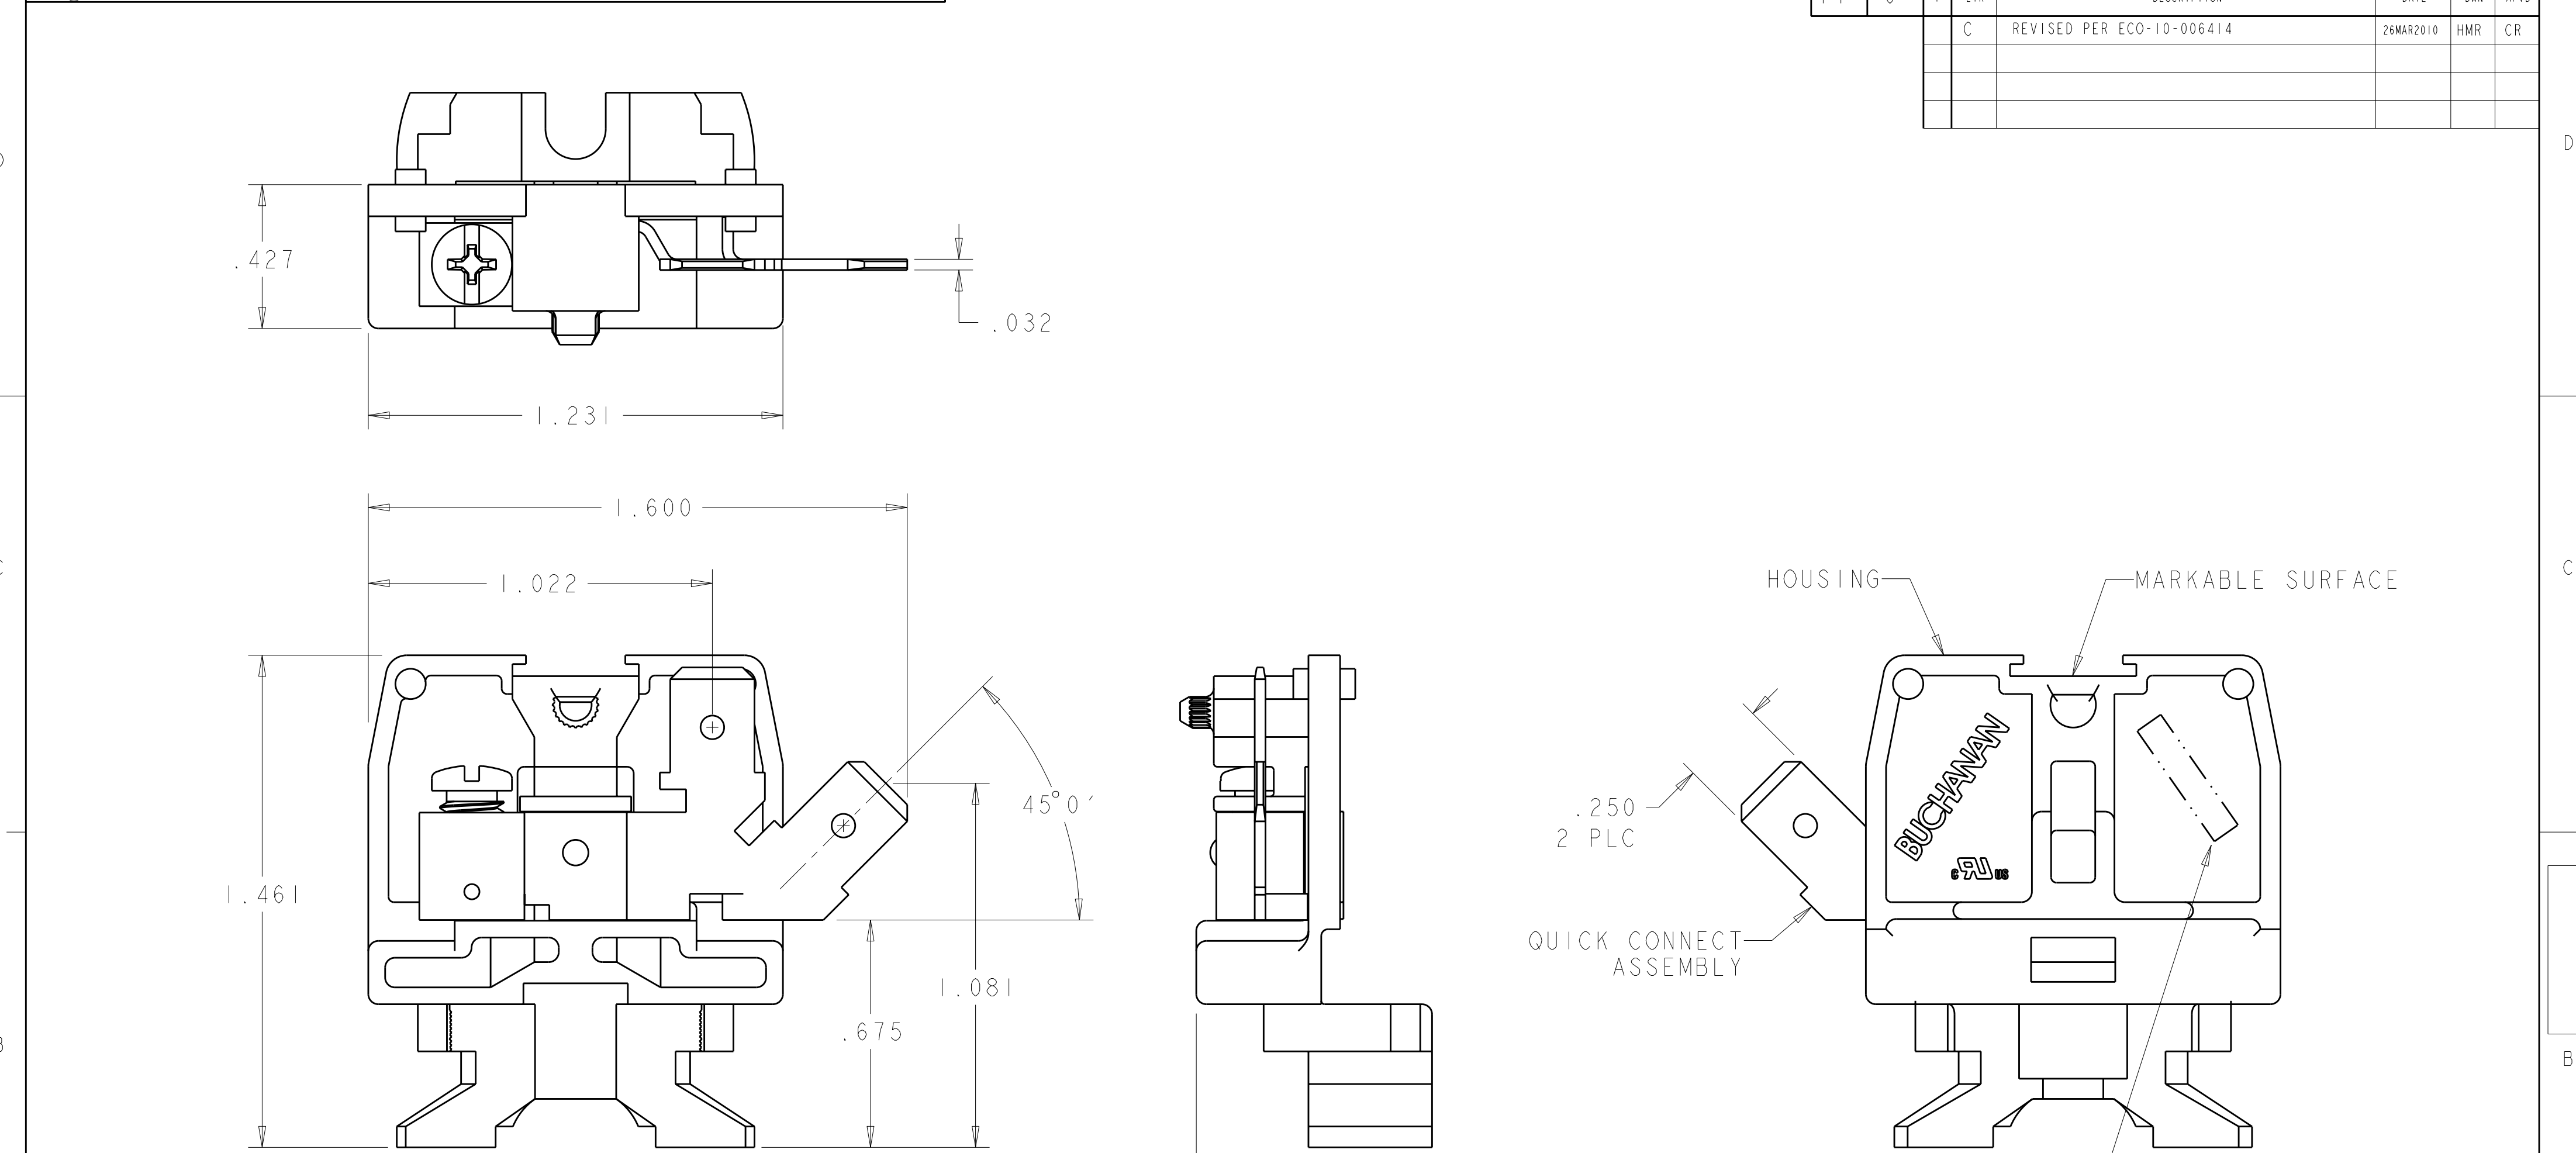 C REVISED PER ECO-10-006414 26MAR2010 HMR CR
D
.427
.032
1.231
1.600
1.022
HOUSING
MARKABLE SURFACE
C
45°0′
.250
2 PLC
BUCHANAN
C US
1.461
QUICK CONNECT
ASSEMBLY
1.081
.675
B